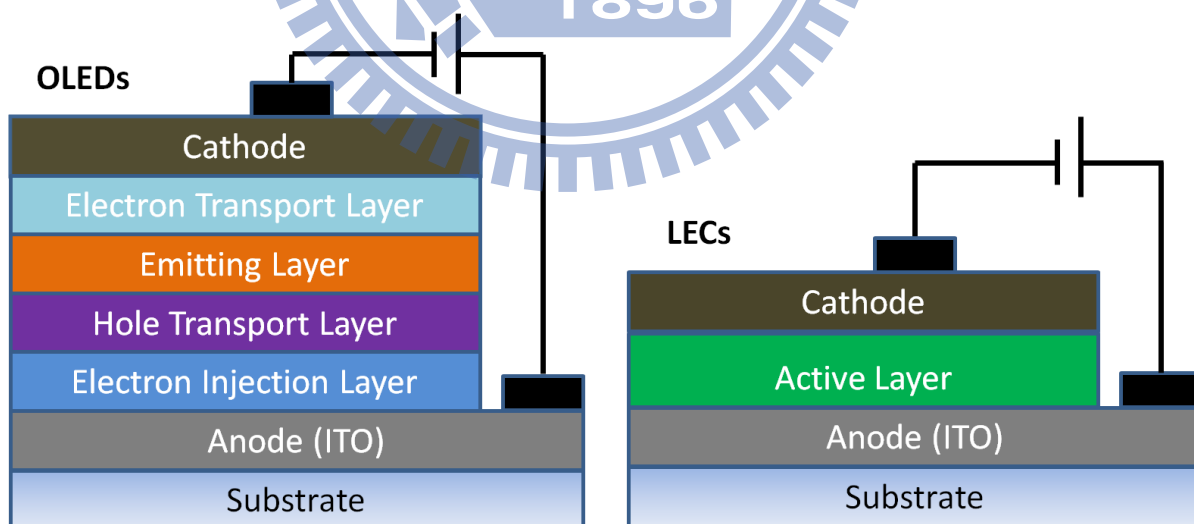 1896
OLEDs
Cathode
Electron Transport Layer
Emitting Layer
Hole Transport Layer
Electron Injection Layer
Anode (ITO)
Substrate
LECs
Cathode
Active Layer
Anode (ITO)
Substrate